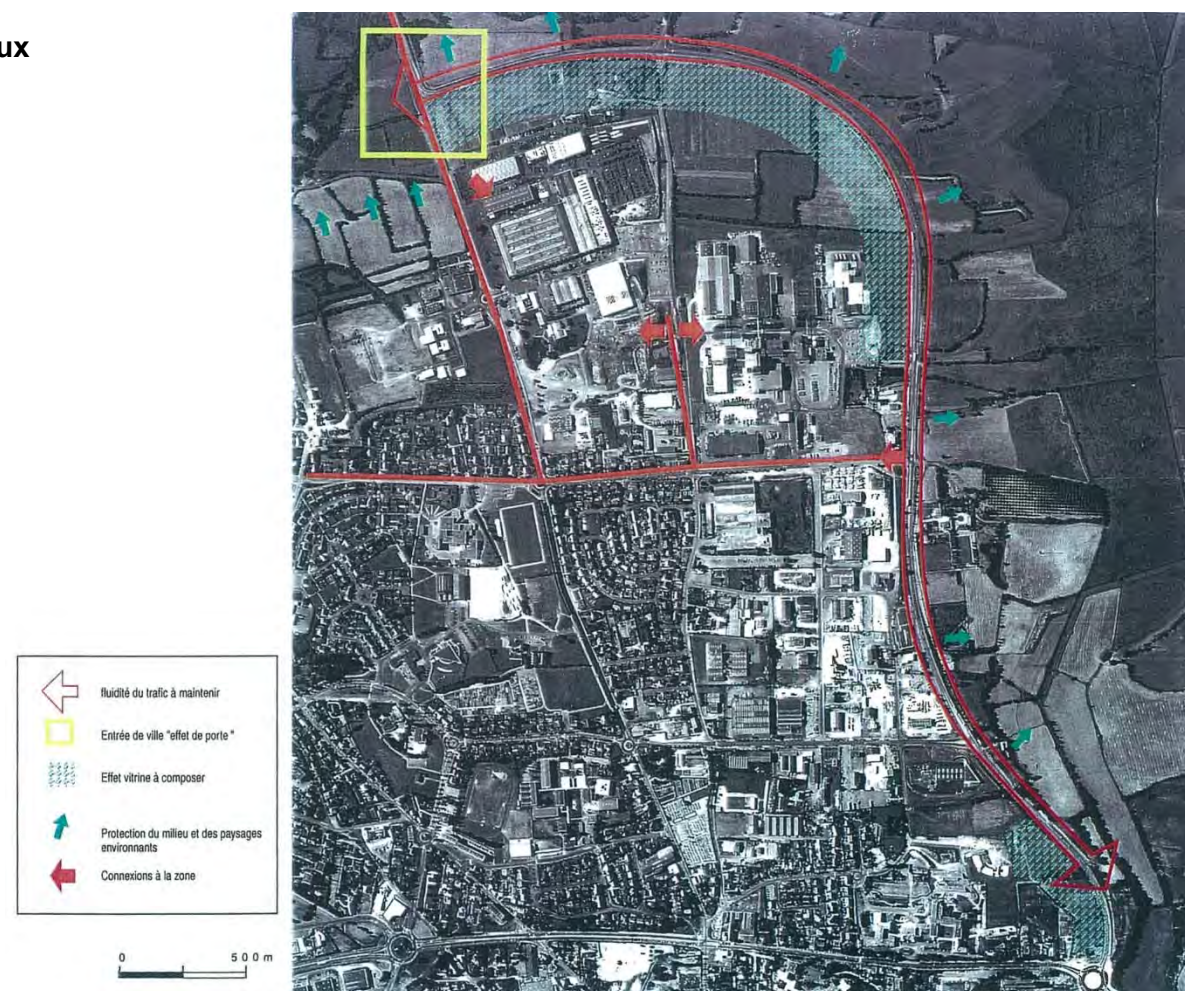 ux
fluidité du trafic à maintenir
Entrée de ville "effet de porte "
Effet vitrine à composer
Protection du milieu et des paysages
environnants
Connexions à la zone
0 500 m